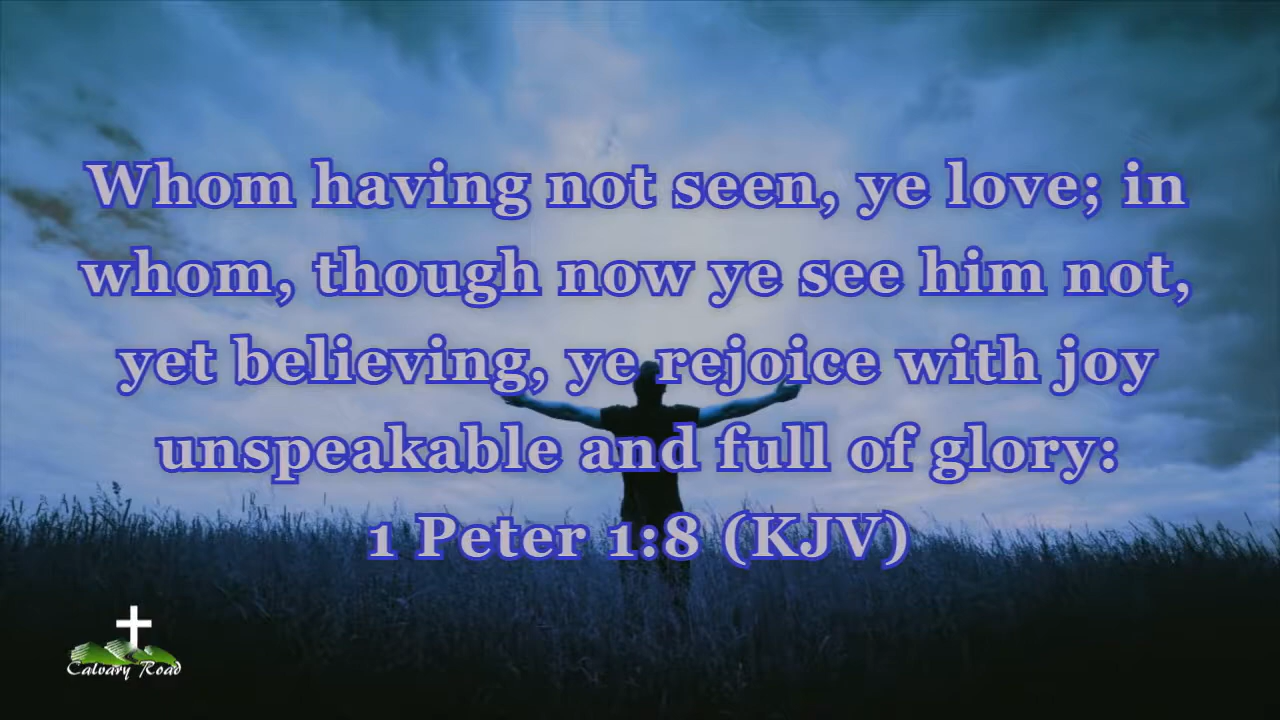 Whom having not seen, ye love; in
whom, though now ye see him not,
yet believing, ye rejoice with joy
unspeakable and full of glory:
1 Peter 1:8 (KJV)
Calvary Road